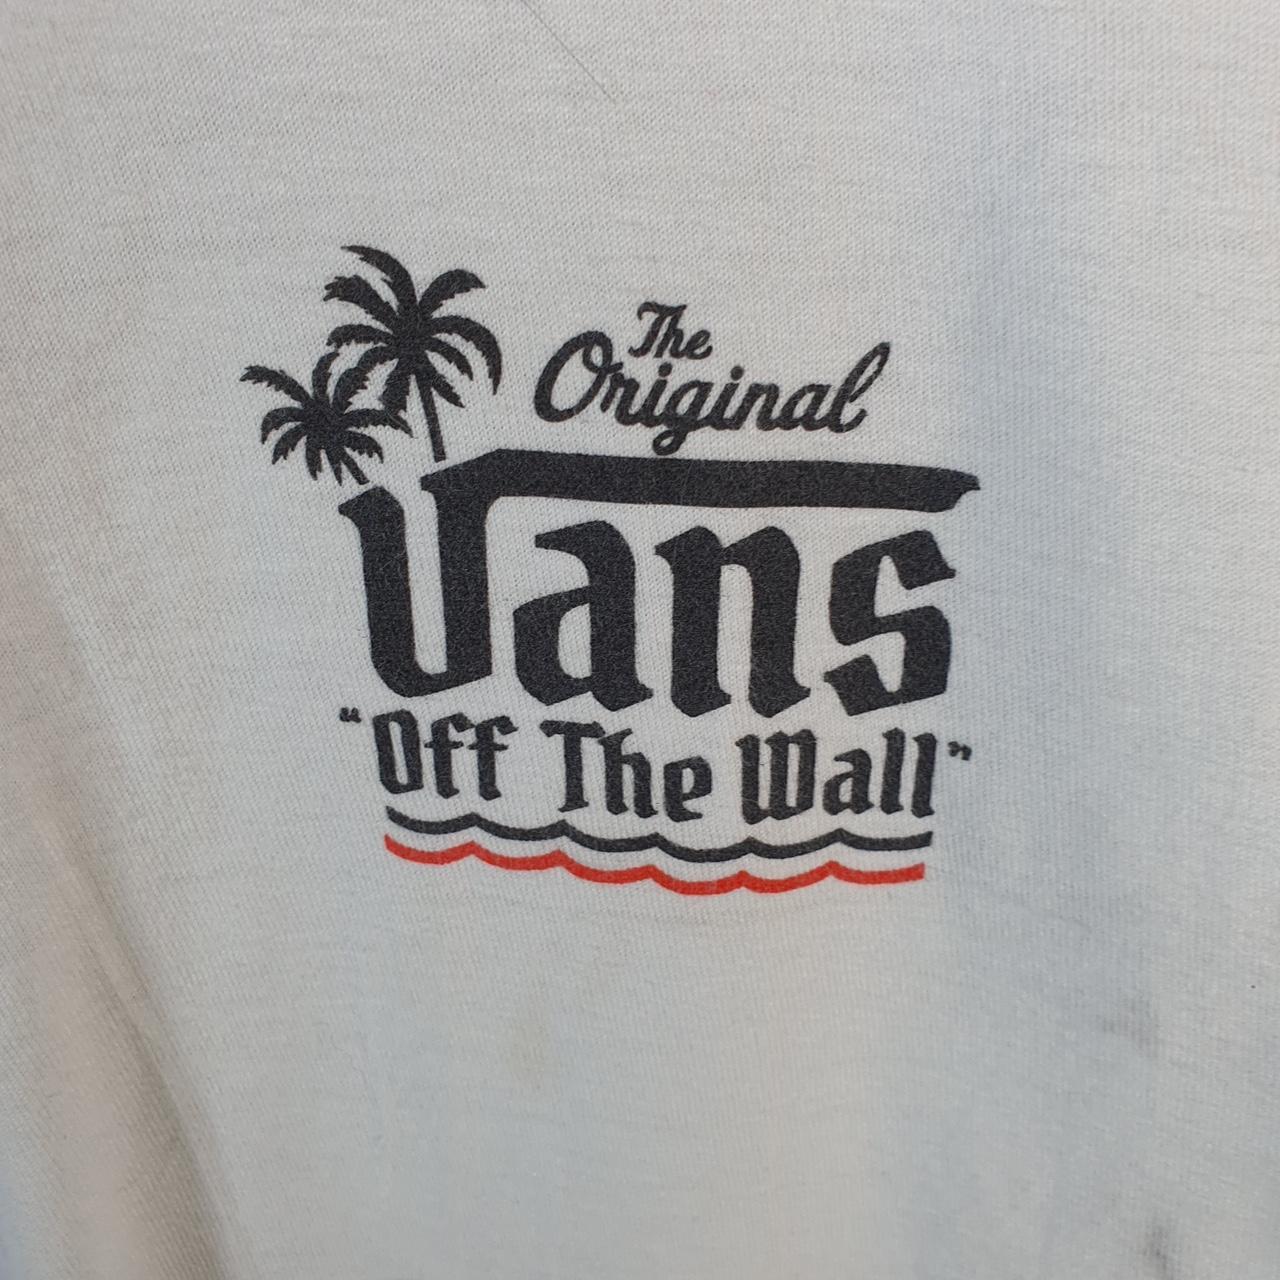 The
Original
Vans
“Off The Wall”